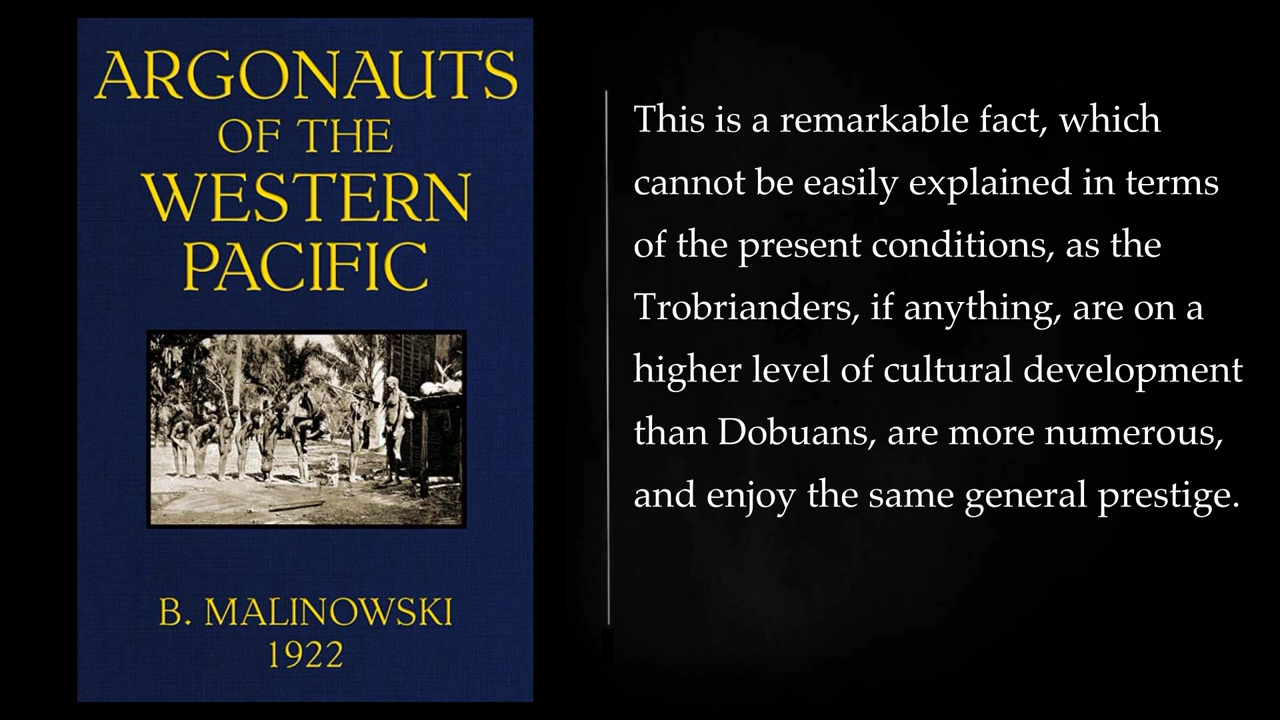 ARGONAUTS
OF THE
WESTERN
PACIFIC
B. MALINOWSKI
1922
This is a remarkable fact, which
cannot be easily explained in terms
of the present conditions, as the
Trobrianders, if anything, are on a
higher level of cultural development
than Dobuans, are more numerous,
and enjoy the same general prestige.